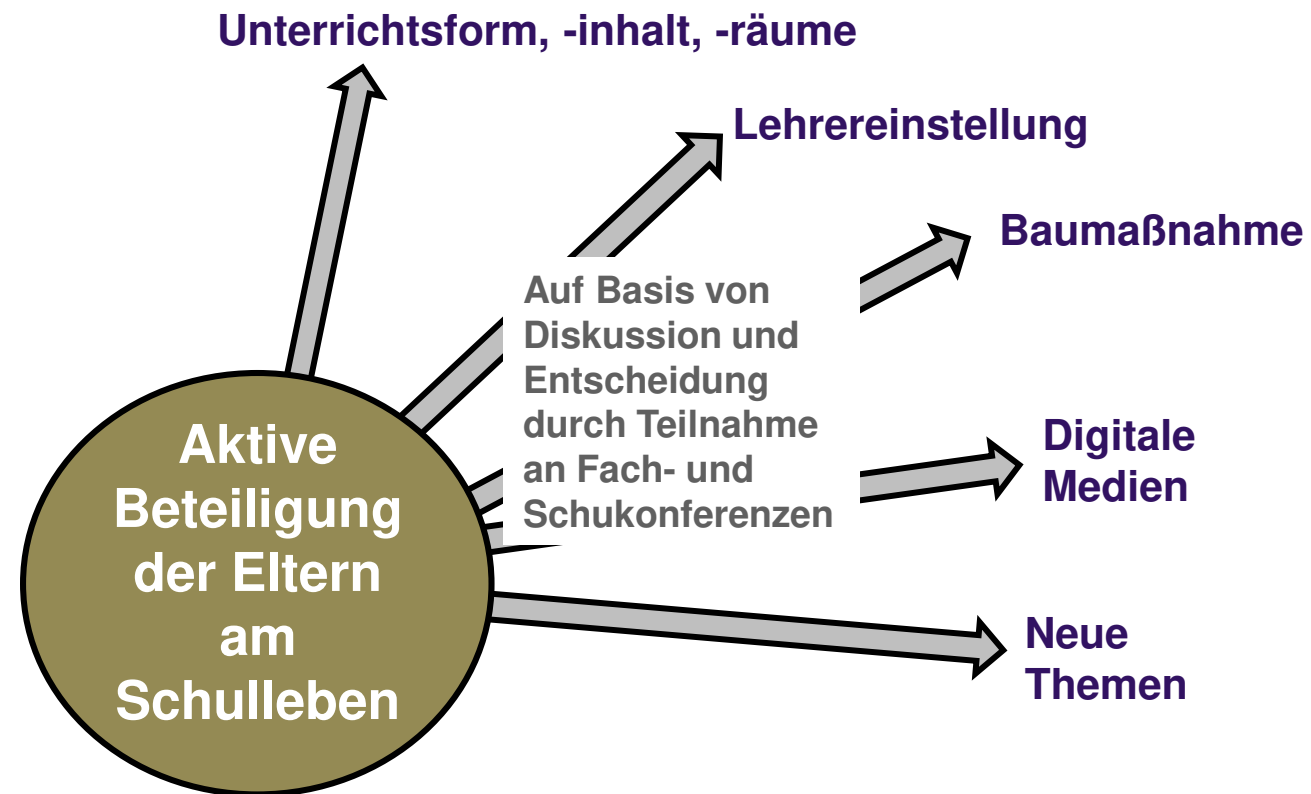 Unterrichtsform, -inhalt, -räume
Lehrereinstellung
Baumaßnahme
Auf Basis von
Diskussion und
Entscheidung
durch Teilnahme
an Fach- und
Schukonferenzen
Digitale
Medien
Neue
Themen
Aktive
Beteiligung
der Eltern
am
Schulleben